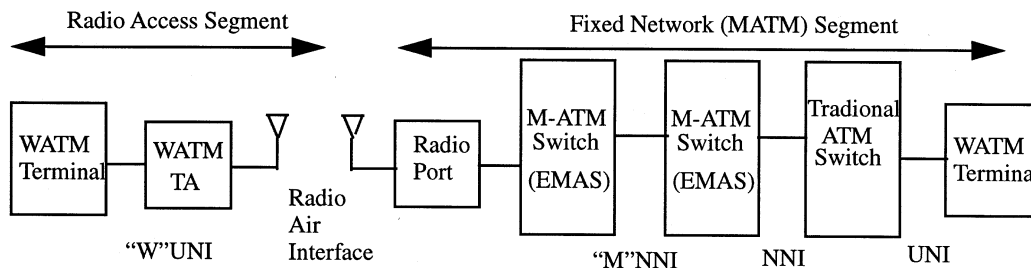 Radio Access Segment
Fixed Network (MATM) Segment
WATM
Terminal
WATM
TA
Radio
Air
Interface
Radio
Port
M-ATM
Switch
(EMAS)
M-ATM
Switch
(EMAS)
Tradional
ATM
Switch
WATM
Terminal
“W”UNI
“M”NNI
NNI
UNI